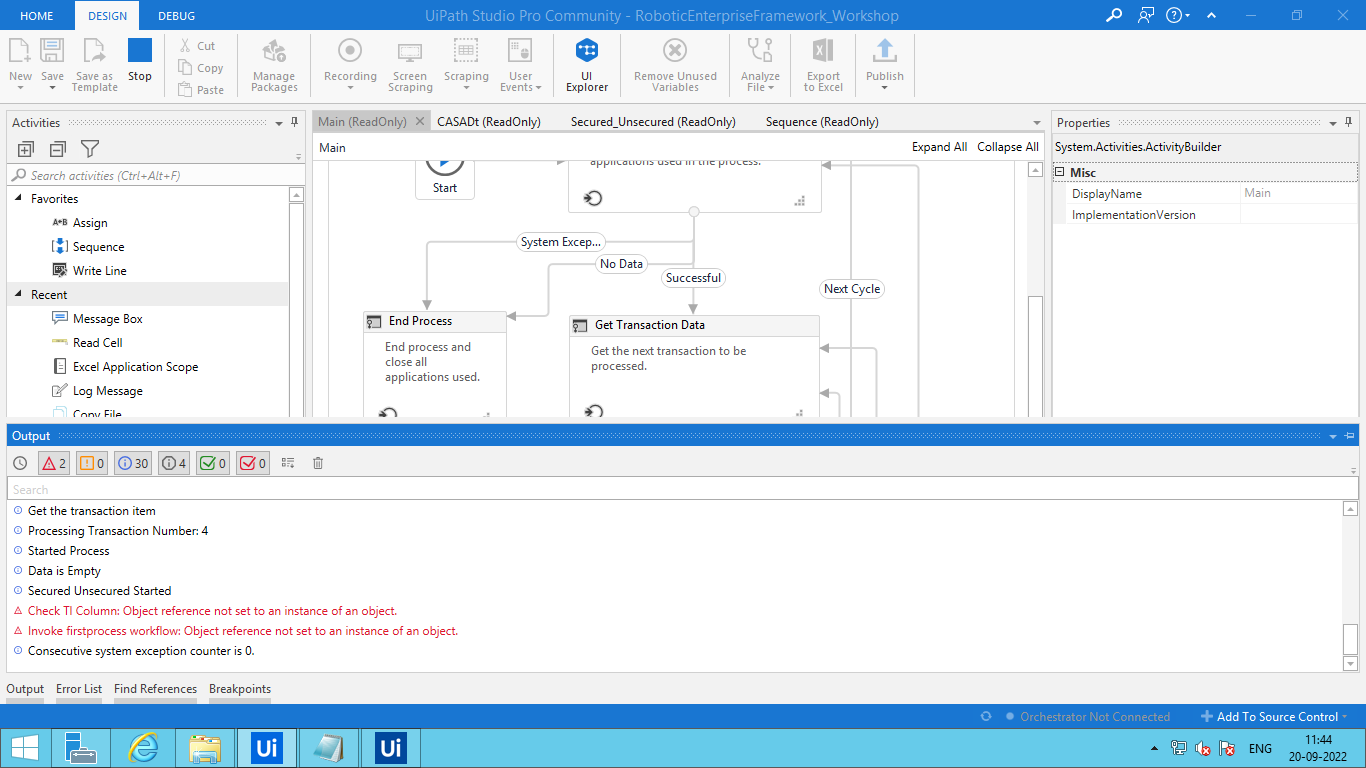 HOME DESIGN DEBUG UiPath Studio Pro Community - RoboticEnterpriseFramework_Workshop
New Save Save as Template Stop Cut Copy Paste Manage Packages Recording Screen Scraping Scraping User Events UI Explorer Remove Unused Variables Analyze File Export to Excel Publish
Activities
Search activities (Ctrl+Alt+F)
Favorites
A*B Assign
Sequence
Write Line
Recent
Message Box
Read Cell
Excel Application Scope
Log Message
Copy File
Main (ReadOnly) CASADt (ReadOnly) Secured_Unsecured (ReadOnly) Sequence (ReadOnly)
Main Expand All Collapse All
applications used in the process.
Start
System Excep...
No Data
Successful
Next Cycle
End Process
End process and
close all
applications used.
Get Transaction Data
Get the next transaction to be
processed.
Properties
System.Activities.ActivityBuilder
Misc
DisplayName Main
ImplementationVersion
Output
2 0 30 4 0 0
Search
Get the transaction item
Processing Transaction Number: 4
Started Process
Data is Empty
Secured Unsecured Started
Check TI Column: Object reference not set to an instance of an object.
Invoke firstprocess workflow: Object reference not set to an instance of an object.
Consecutive system exception counter is 0.
Output Error List Find References Breakpoints
Orchestrator Not Connected Add To Source Control
Ui Ui ENG 11:44
20-09-2022